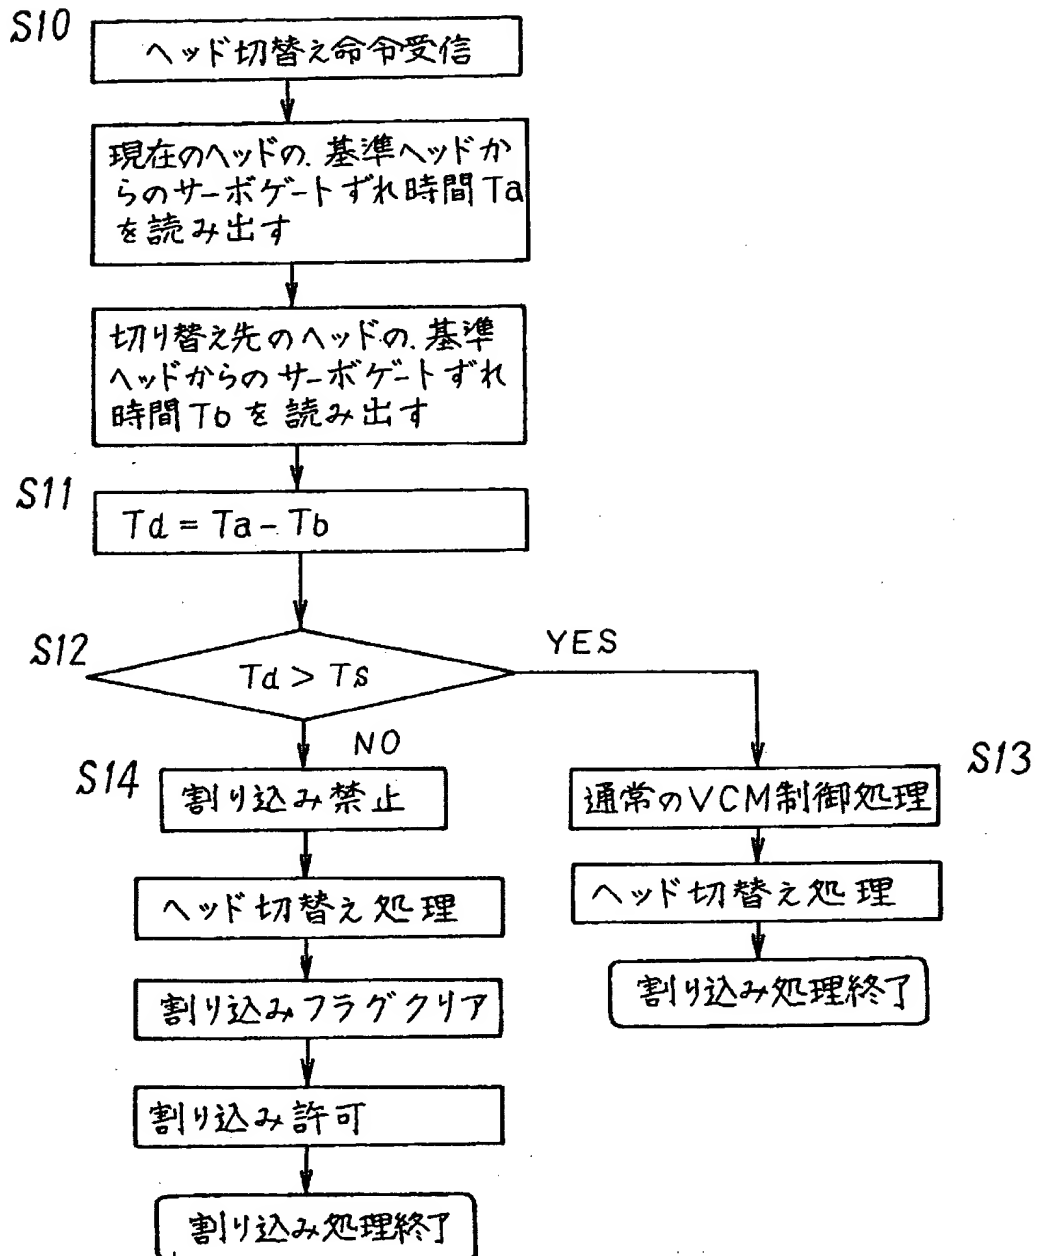 S10
ヘッド切替え命令受信
現在のヘッドの、基準ヘッドか
らのサーボゲートずれ時間Ta
を読み出す
切り替え先のヘッドの、基準
ヘッドからのサーボゲートずれ
時間Tbを読み出す
S11
Td = Ta - Tb
S12
Td > Ts
YES
NO
S14
割り込み禁止
S13
通常のVCM制御処理
ヘッド切替え処理
ヘッド切替え処理
割り込みフラグクリア
割り込み処理終了
割り込み許可
割り込み処理終了